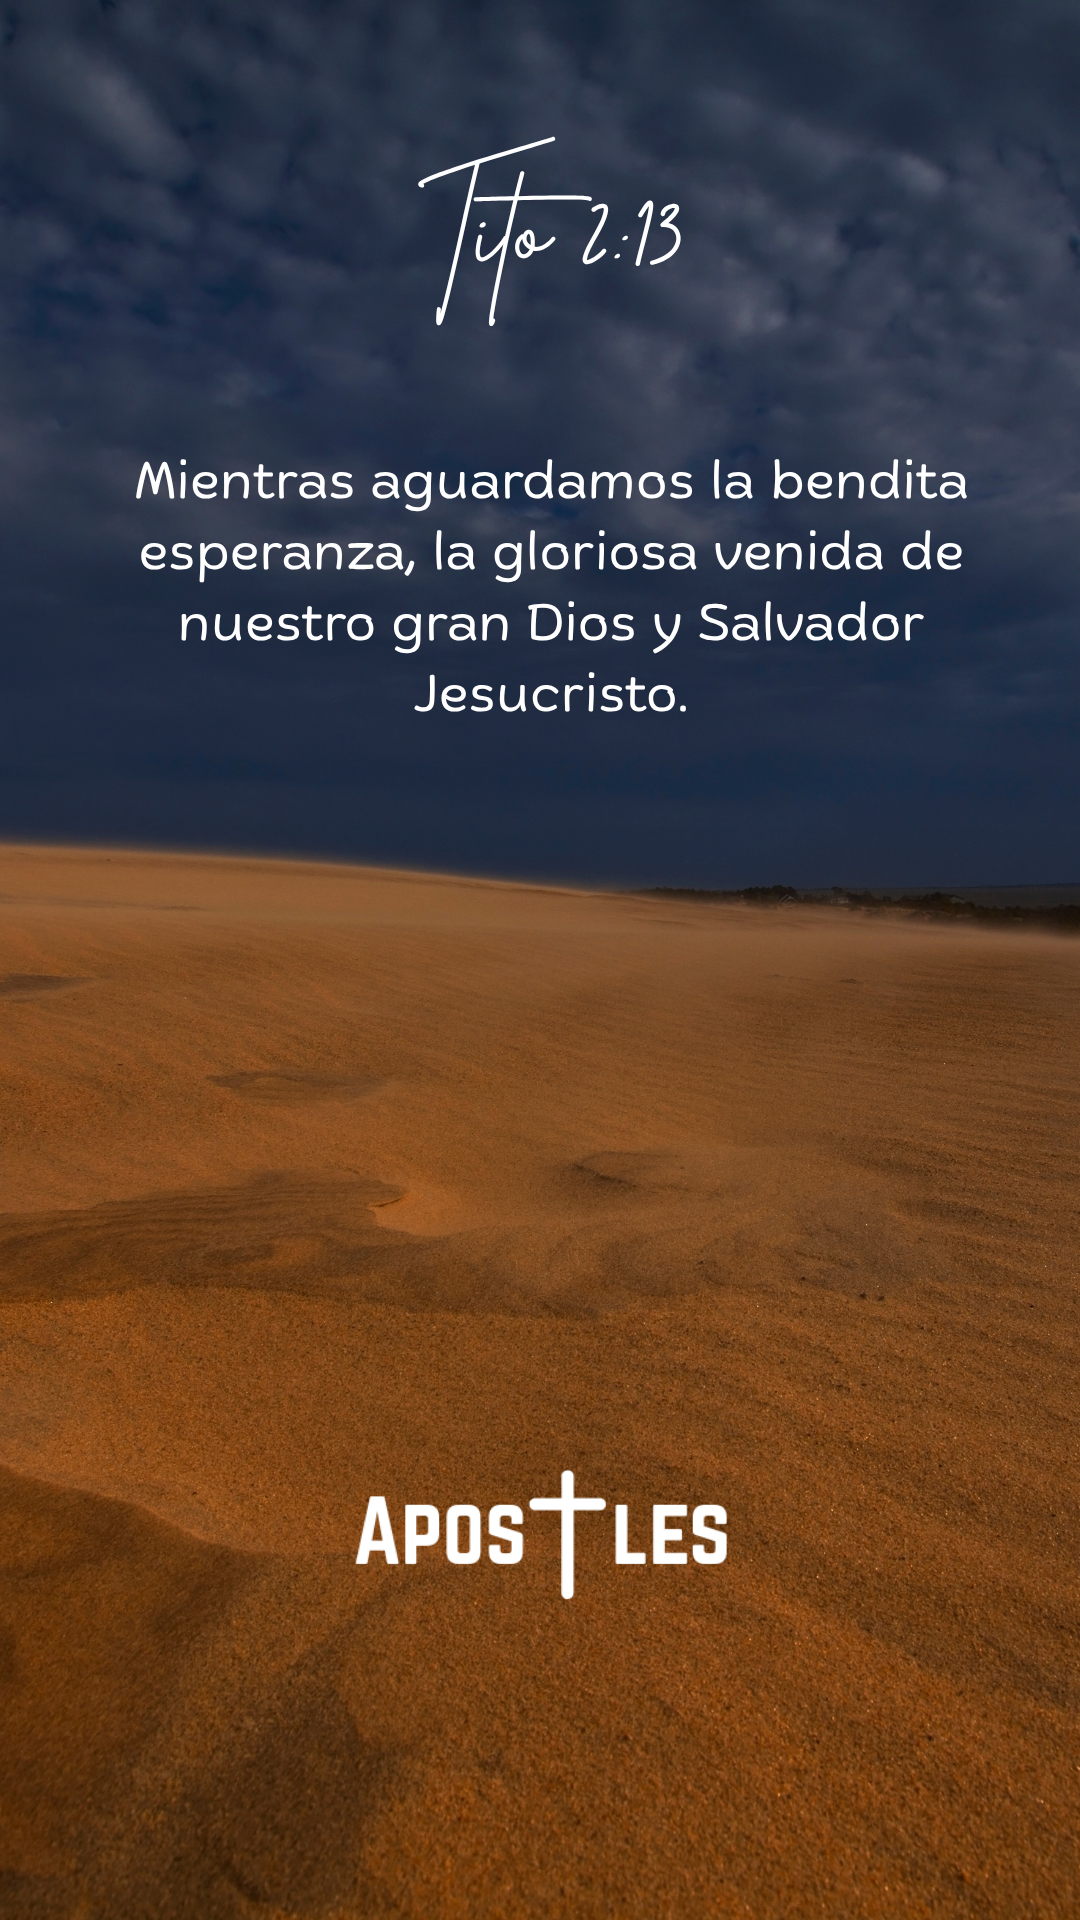 Tito 2:13
Mientras aguardamos la bendita
esperanza, la gloriosa venida de
nuestro gran Dios y Salvador
Jesucristo.
APOSTLES